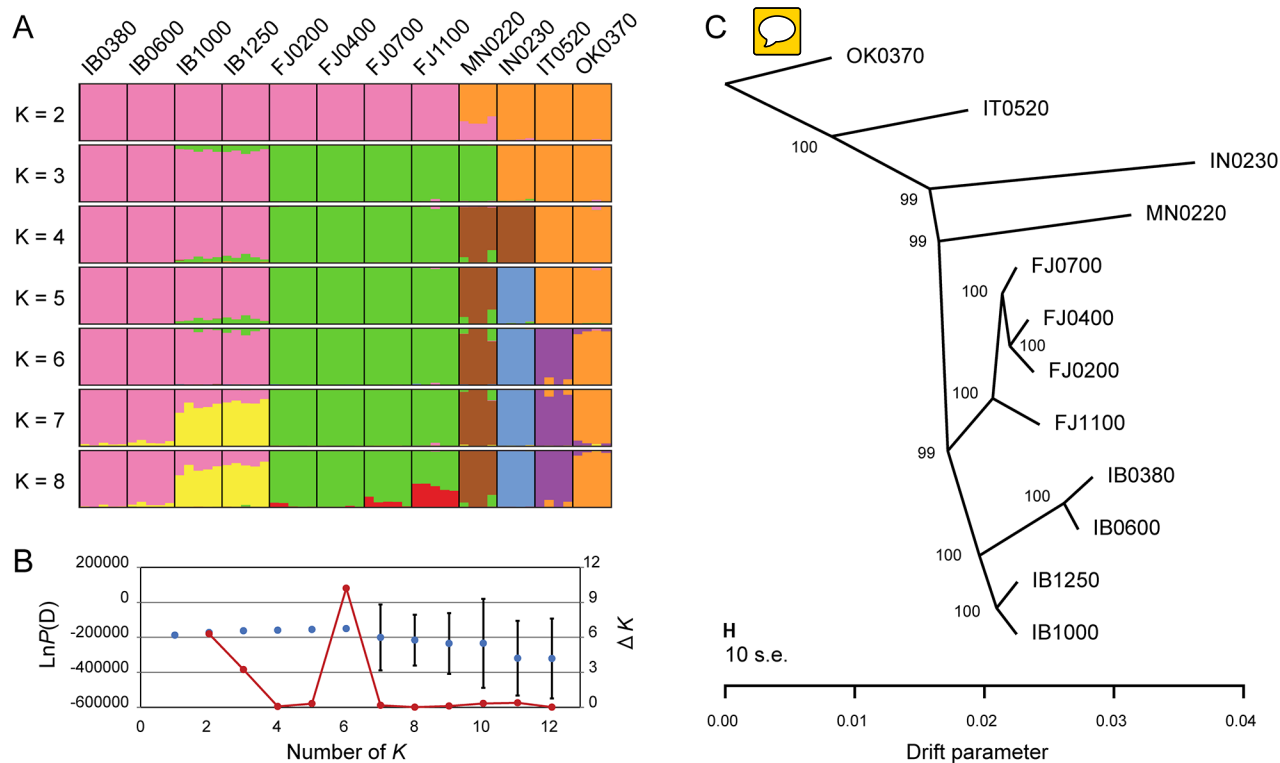 A
IB0380 IB0600 IB1000 IB1250 FJ0200 FJ0400 FJ0700 FJ1100 MN0220 IN0230 IT0520 OK0370
K = 2
K = 3
K = 4
K = 5
K = 6
K = 7
K = 8
B
200000
0
-200000
-400000
-600000
LnP(D)
12
9
6
3
0
Δ K
0 2 4 6 8 10 12
Number of K
C
OK0370
IT0520
100
IN0230
99
MN0220
99
FJ0700
100
FJ0400
100
FJ0200
100
FJ1100
99
IB0380
100
IB0600
100
IB1250
100
IB1000
H
10 s.e.
0.00 0.01 0.02 0.03 0.04
Drift parameter